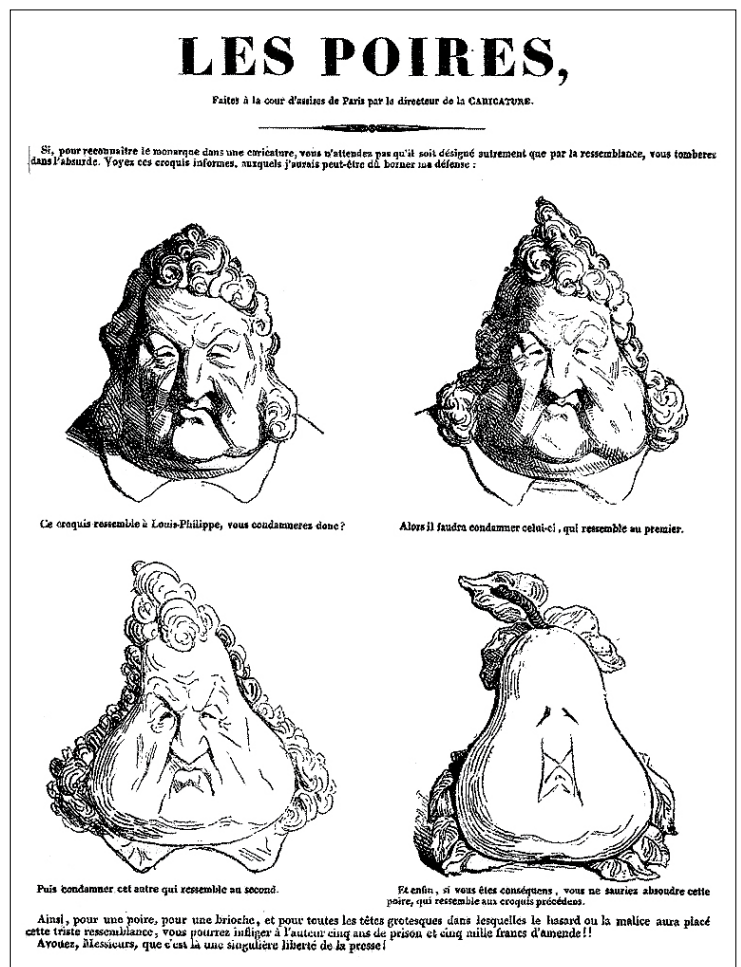 LES POIRES,
Faites à la cour d'assises de Paris par le directeur de la CARICATURE.
Si, pour reconnaître le monarque dans une caricature, vous n'attendez pas qu'il soit désigné autrement que par la ressemblance, vous tomberez
dans l'absurde. Voyez ces croquis informes, auxquels j'aurais peut-être dû borner ma défense :
Ce croquis ressemble à Louis-Philippe, vous condamnerez donc ?
Alors il faudra condamner celui-ci, qui ressemble au premier.
Puis condamner cet autre qui ressemble au second.
Et enfin, si vous êtes conséquens, vous ne sauriez absoudre cette
poire, qui ressemble aux croquis précédens.
Ainsi, pour une poire, pour une brioche, et pour toutes les têtes grotesques dans lesquelles le hasard ou la malice aura placé
cette triste ressemblance, vous pourrez infliger à l'auteur cinq ans de prison et cinq mille francs d'amende !!
Avouez, Messieurs, que c'est là une singulière liberté de la presse !